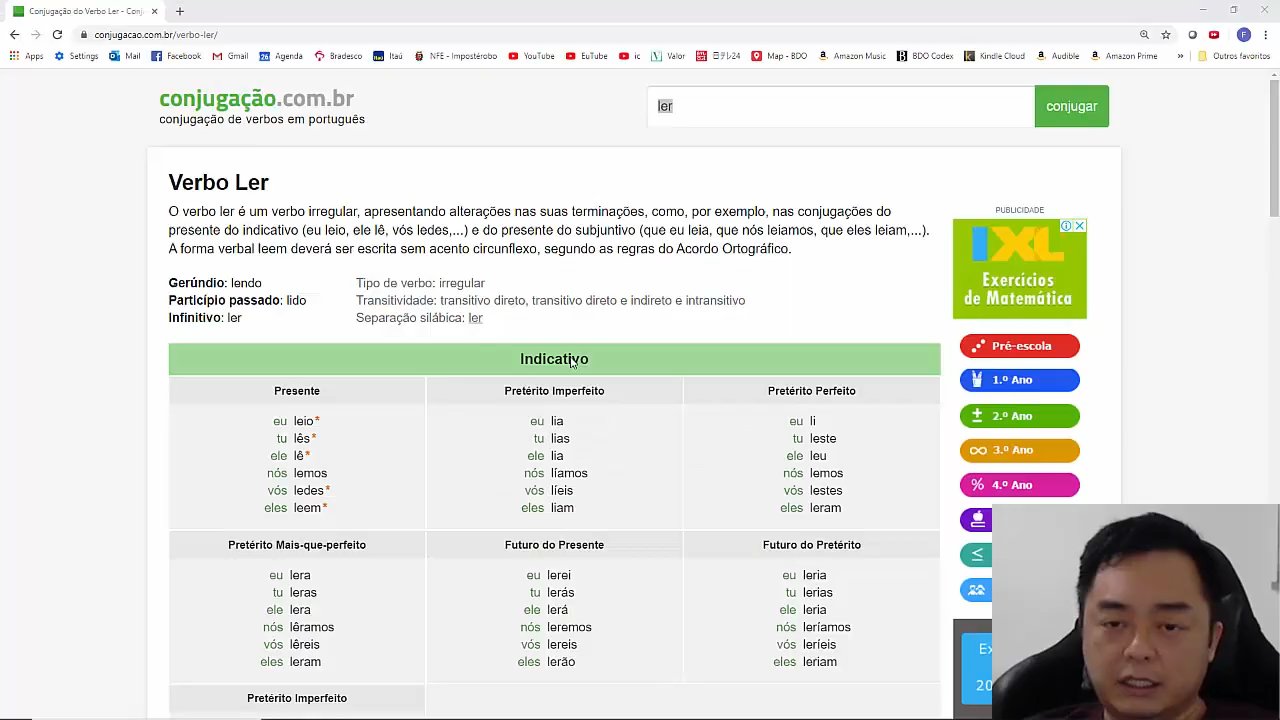 Conjugação do Verbo Ler - Conj
conjugacao.com.br/verbo-ler/
Apps Settings Mail Facebook Gmail Agenda Bradesco Itaú NFE - Impostérobo YouTube EuTube ic Valor Map - BDO Amazon Music BDO Codex Kindle Cloud Audible Amazon Prime » Outros favoritos
conjugação.com.br
conjugação de verbos em português
ler
conjugar
Verbo Ler
O verbo ler é um verbo irregular, apresentando alterações nas suas terminações, como, por exemplo, nas conjugações do
presente do indicativo (eu leio, ele lê, vós ledes,...) e do presente do subjuntivo (que eu leia, que nós leiamos, que eles leiam,...).
A forma verbal leem deverá ser escrita sem acento circunflexo, segundo as regras do Acordo Ortográfico.
Gerúndio: lendo
Particípio passado: lido
Infinitivo: ler
Tipo de verbo: irregular
Transitividade: transitivo direto, transitivo direto e indireto e intransitivo
Separação silábica: ler
Indicativo
Presente
eu leio*
tu lês*
ele lê*
nós lemos
vós ledes*
eles leem*
Pretérito Imperfeito
eu lia
tu lias
ele lia
nós líamos
vós líeis
eles liam
Pretérito Perfeito
eu li
tu leste
ele leu
nós lemos
vós lestes
eles leram
Pretérito Mais-que-perfeito
eu lera
tu leras
ele lera
nós lêramos
vós lêreis
eles leram
Futuro do Presente
eu lerei
tu lerás
ele lerá
nós leremos
vós lereis
eles lerão
Futuro do Pretérito
eu leria
tu lerias
ele leria
nós leríamos
vós leríeis
eles leriam
Pretérito Imperfeito
PUBLICIDADE
IXL
Exercícios
de Matemática
Pré-escola
1.º Ano
2.º Ano
3.º Ano
% 4.º Ano
Ex
20